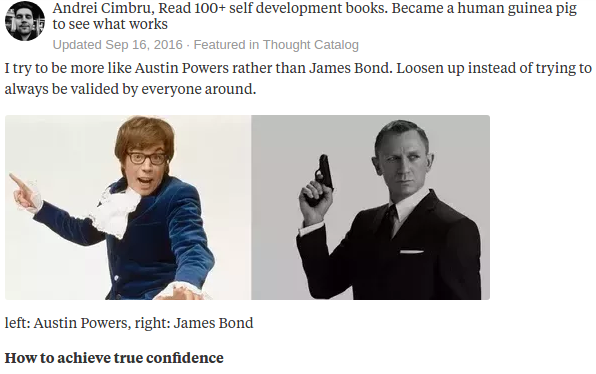 Andrei Cimbru, Read 100+ self development books. Became a human guinea pig
to see what works
Updated Sep 16, 2016 · Featured in Thought Catalog
I try to be more like Austin Powers rather than James Bond. Loosen up instead of trying to
always be valided by everyone around.
left: Austin Powers, right: James Bond
How to achieve true confidence